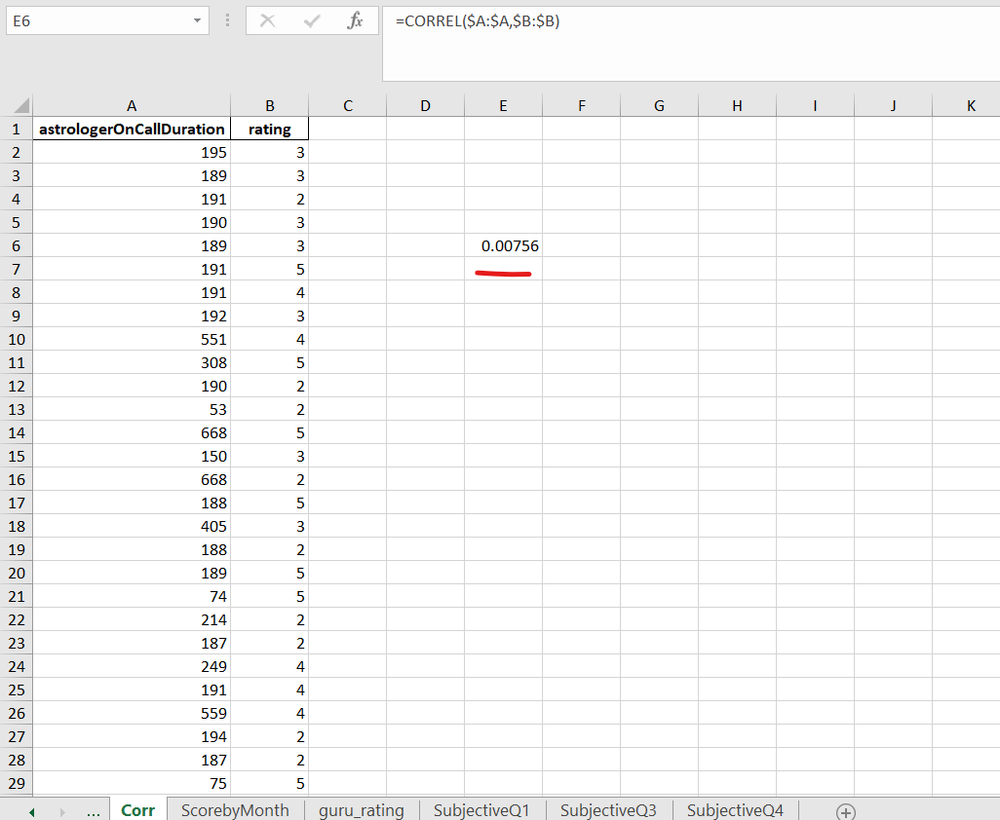 E6 fx =CORREL($A:$A,$B:$B)
A B C D E F G H I J K
1 astrologerOnCallDuration rating
2 195 3
3 189 3
4 191 2
5 190 3
6 189 3 0.00756
7 191 5
8 191 4
9 192 3
10 551 4
11 308 5
12 190 2
13 53 2
14 668 5
15 150 3
16 668 2
17 188 5
18 405 3
19 188 2
20 189 5
21 74 5
22 214 2
23 187 2
24 249 4
25 191 4
26 559 4
27 194 2
28 187 2
29 75 5
... Corr ScorebyMonth guru_rating SubjectiveQ1 SubjectiveQ3 SubjectiveQ4